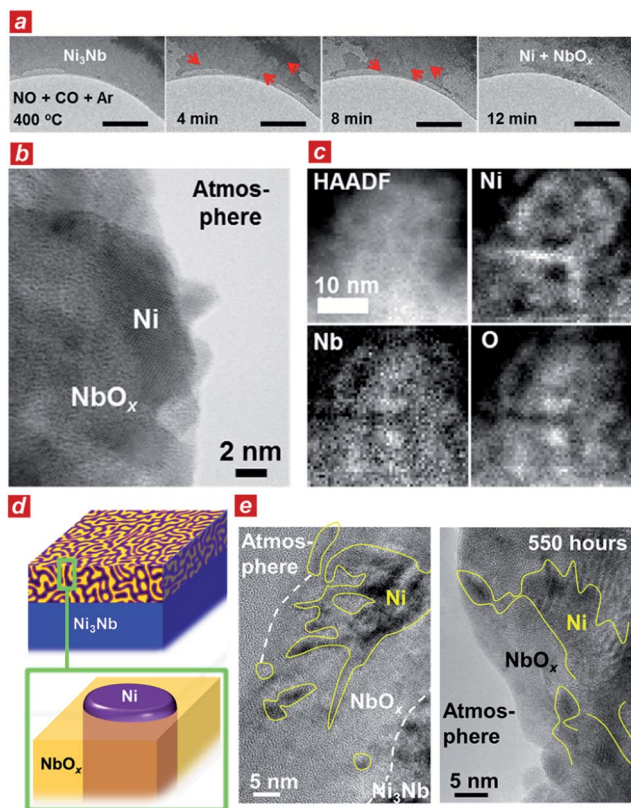 a
Ni₃Nb
NO + CO + Ar
400 °C
4 min
8 min
Ni + NbOₓ
12 min
b
Atmos-
phere
Ni
NbOₓ
2 nm
c
HAADF
10 nm
Ni
Nb
O
d
Ni₃Nb
Ni
NbOₓ
e
Atmos-
phere
Ni
NbOₓ
Ni₃Nb
5 nm
550 hours
Ni
NbOₓ
Atmos-
phere
5 nm